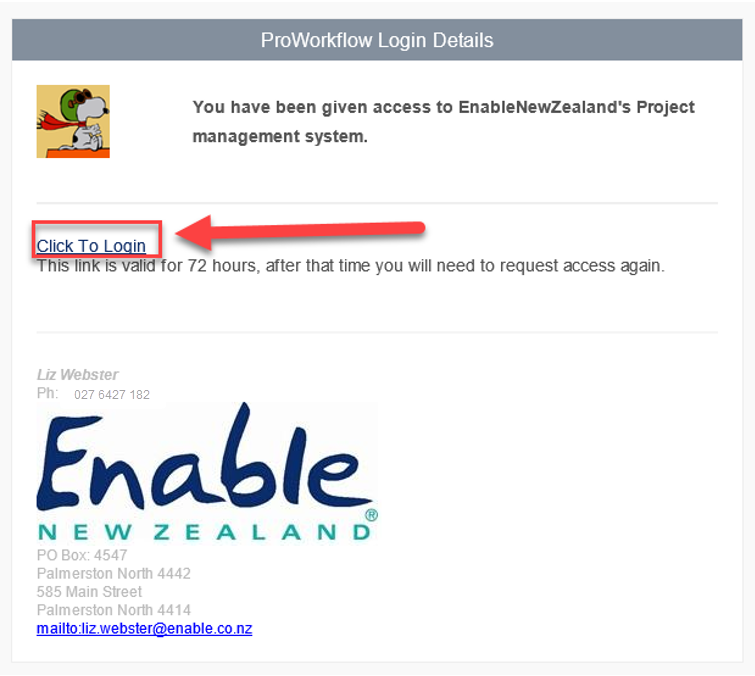 ProWorkflow Login Details
You have been given access to EnableNewZealand's Project
management system.
Click To Login
This link is valid for 72 hours, after that time you will need to request access again.
Liz Webster
Ph: 027 6427 182
Enable
NEW ZEALAND®
PO Box: 4547
Palmerston North 4442
585 Main Street
Palmerston North 4414
mailto:liz.webster@enable.co.nz